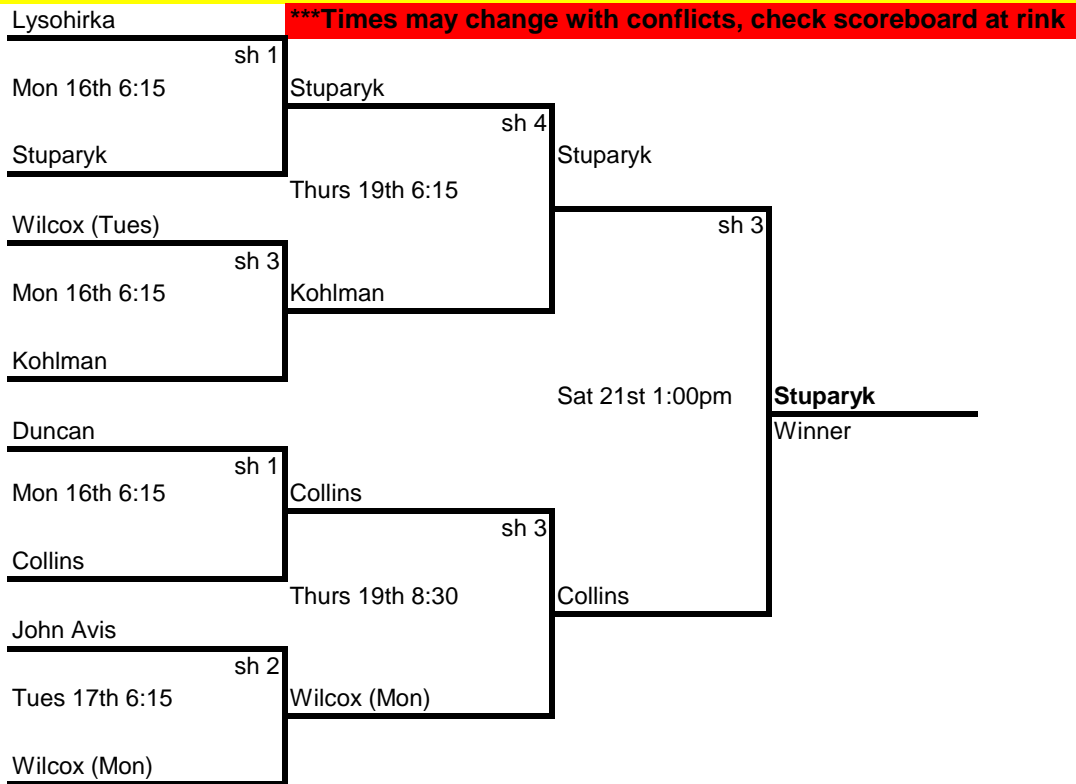 Lysohirka ***Times may change with conflicts, check scoreboard at rink
sh 1
Mon 16th 6:15 Stuparyk
sh 4
Stuparyk Stuparyk
Thurs 19th 6:15
Wilcox (Tues) sh 3
sh 3
Mon 16th 6:15 Kohlman
Kohlman
Sat 21st 1:00pm Stuparyk
Duncan Winner
sh 1
Mon 16th 6:15 Collins
sh 3
Collins
Thurs 19th 8:30 Collins
John Avis
sh 2
Tues 17th 6:15 Wilcox (Mon)
Wilcox (Mon)